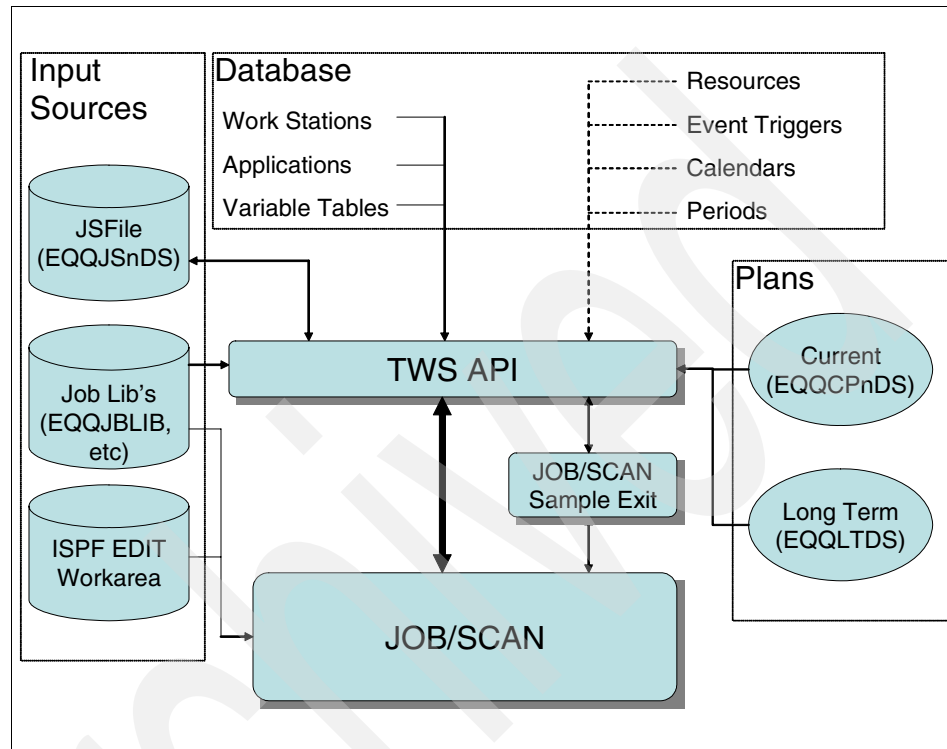 Input
Sources
Database
Work Stations
Applications
Variable Tables
Resources
Event Triggers
Calendars
Periods
JSFile
(EQQJSnDS)
Job Lib's
(EQQJBLIB,
etc)
ISPF EDIT
Workarea
TWS API
JOB/SCAN
Sample Exit
JOB/SCAN
Plans
Current
(EQQCPnDS)
Long Term
(EQQLTDS)